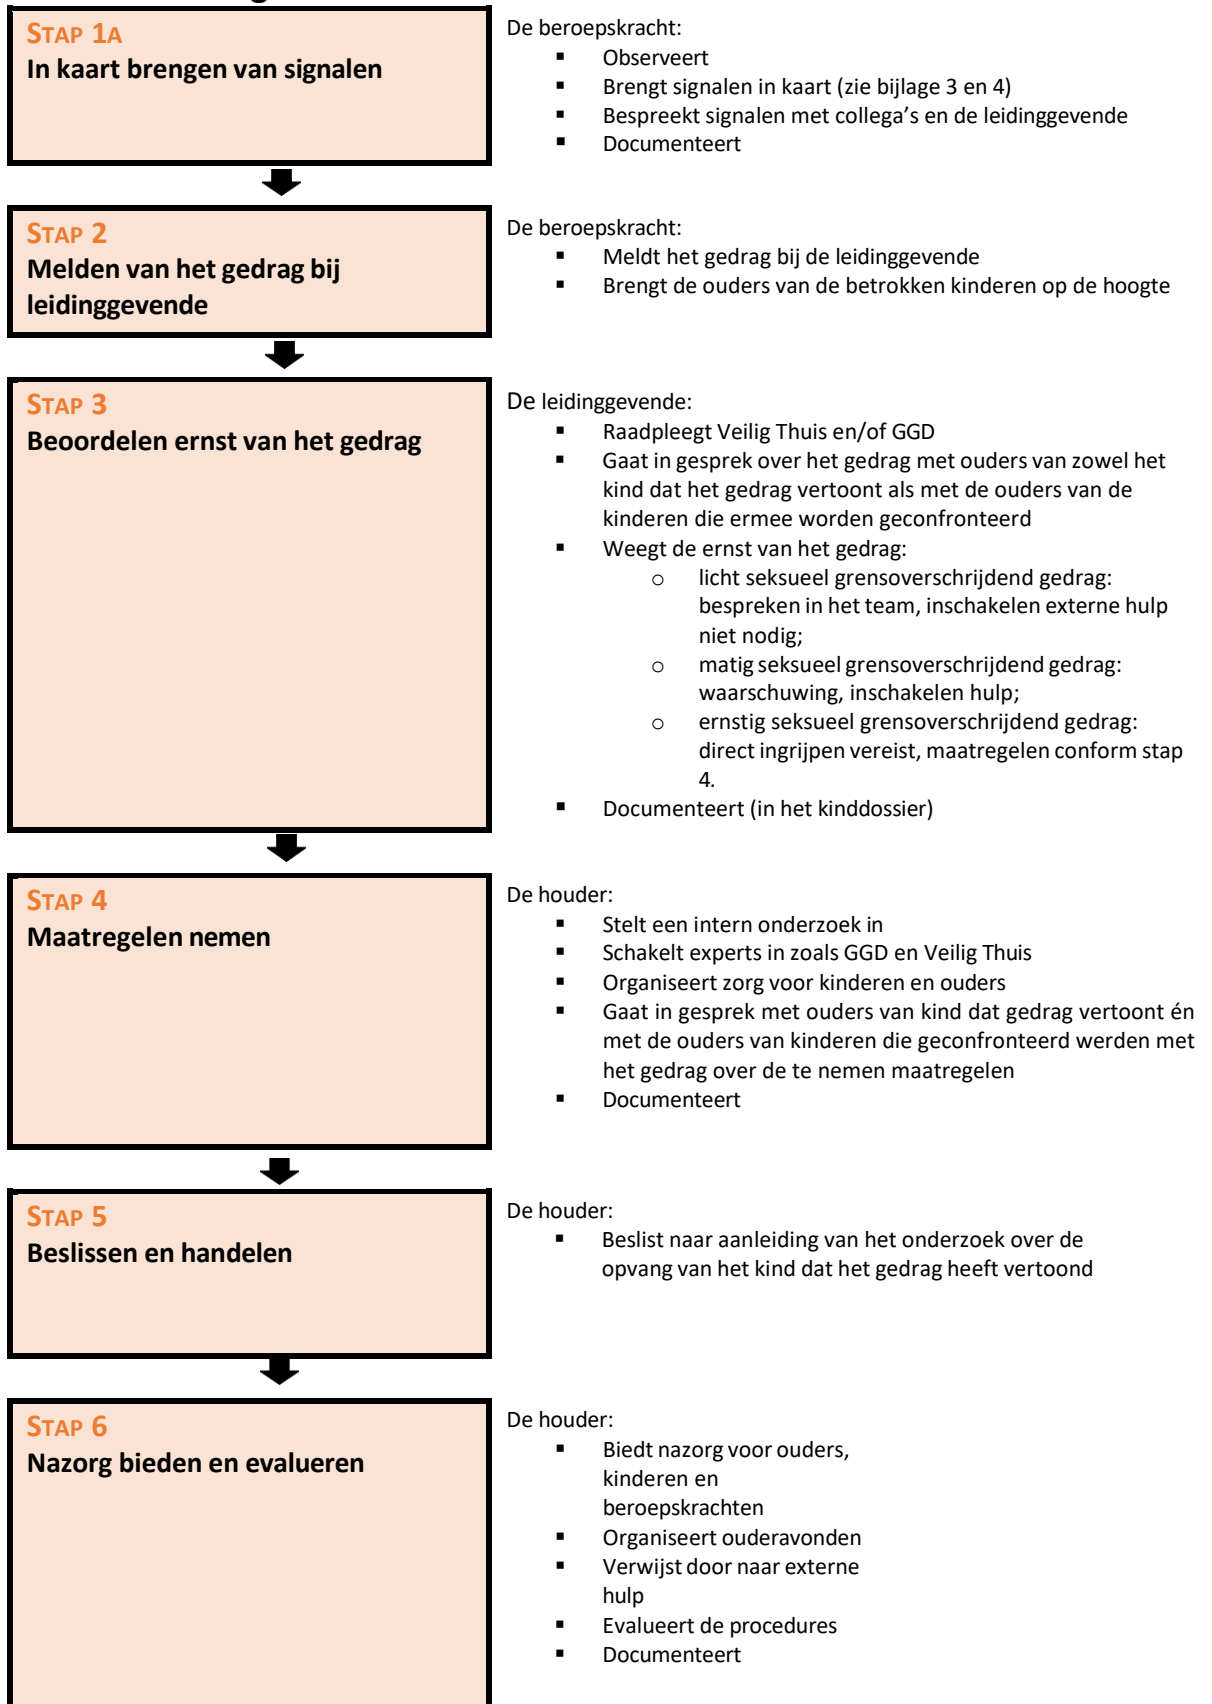 STAP 1A
In kaart brengen van signalen
De beroepskracht:
▪ Observeert
▪ Brengt signalen in kaart (zie bijlage 3 en 4)
▪ Bespreekt signalen met collega's en de leidinggevende
▪ Documenteert
STAP 2
Melden van het gedrag bij
leidinggevende
De beroepskracht:
▪ Meldt het gedrag bij de leidinggevende
▪ Brengt de ouders van de betrokken kinderen op de hoogte
STAP 3
Beoordelen ernst van het gedrag
De leidinggevende:
▪ Raadpleegt Veilig Thuis en/of GGD
▪ Gaat in gesprek over het gedrag met ouders van zowel het
kind dat het gedrag vertoont als met de ouders van de
kinderen die ermee worden geconfronteerd
▪ Weegt de ernst van het gedrag:
o licht seksueel grensoverschrijdend gedrag:
bespreken in het team, inschakelen externe hulp
niet nodig;
o matig seksueel grensoverschrijdend gedrag:
waarschuwing, inschakelen hulp;
o ernstig seksueel grensoverschrijdend gedrag:
direct ingrijpen vereist, maatregelen conform stap
4.
▪ Documenteert (in het kinddossier)
STAP 4
Maatregelen nemen
De houder:
▪ Stelt een intern onderzoek in
▪ Schakelt experts in zoals GGD en Veilig Thuis
▪ Organiseert zorg voor kinderen en ouders
▪ Gaat in gesprek met ouders van kind dat gedrag vertoont én
met de ouders van kinderen die geconfronteerd werden met
het gedrag over de te nemen maatregelen
▪ Documenteert
STAP 5
Beslissen en handelen
De houder:
▪ Beslist naar aanleiding van het onderzoek over de
opvang van het kind dat het gedrag heeft vertoond
STAP 6
Nazorg bieden en evalueren
De houder:
▪ Biedt nazorg voor ouders,
kinderen en
beroepskrachten
▪ Organiseert ouderavonden
▪ Verwijst door naar externe
hulp
▪ Evalueert de procedures
▪ Documenteert